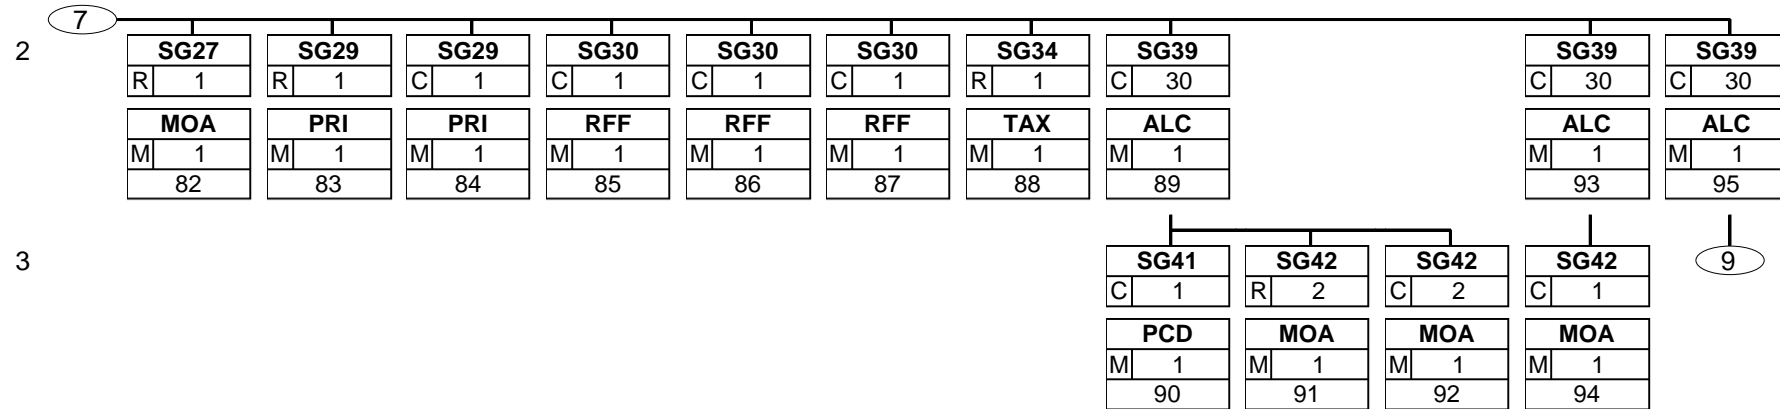 7
2 SG27 SG29 SG29 SG30 SG30 SG30 SG34 SG39 SG39 SG39
R 1 R 1 C 1 C 1 C 1 C 1 R 1 C 30 C 30 C 30
MOA PRI PRI RFF RFF RFF TAX ALC ALC ALC
M 1 M 1 M 1 M 1 M 1 M 1 M 1 M 1 M 1 M 1
82 83 84 85 86 87 88 89 93 95
3 SG41 SG42 SG42 SG42 9
C 1 R 2 C 2 C 1
PCD MOA MOA MOA
M 1 M 1 M 1 M 1
90 91 92 94